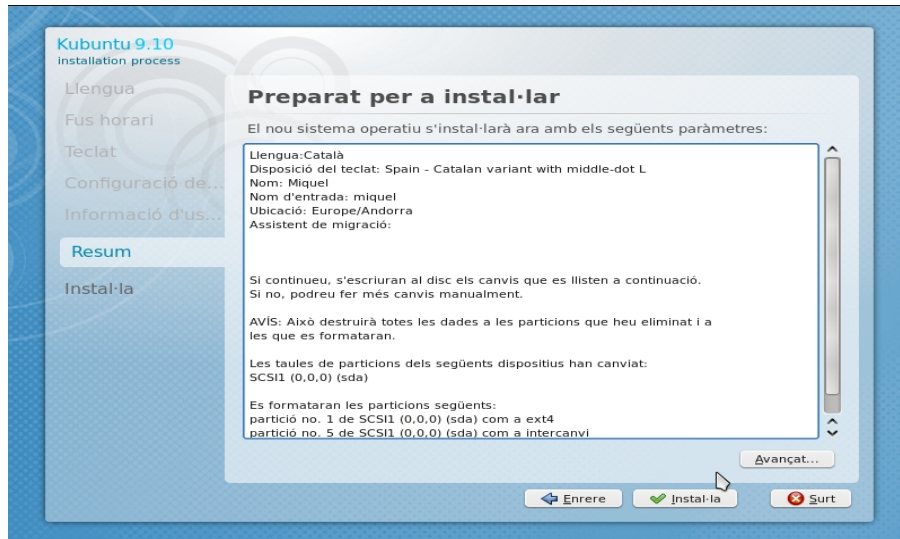 Kubuntu 9.10
installation process
Llengua
Fus horari
Teclat
Configuració de...
Informació d'us...
Resum
Instal·la
Preparat per a instal·lar
El nou sistema operatiu s'instal·larà ara amb els següents paràmetres:
Llengua:Català
Disposició del teclat: Spain - Catalan variant with middle-dot L
Nom: Miquel
Nom d'entrada: miquel
Ubicació: Europe/Andorra
Assistent de migració:
Si continueu, s'escriuran al disc els canvis que es llisten a continuació.
Si no, podreu fer més canvis manualment.
AVÍS: Això destruirà totes les dades a les particions que heu eliminat i a
les que es formataran.
Les taules de particions dels següents dispositius han canviat:
SCSI1 (0,0,0) (sda)
Es formataran les particions següents:
partició no. 1 de SCSI1 (0,0,0) (sda) com a ext4
partició no. 5 de SCSI1 (0,0,0) (sda) com a intercanvi
Avançat...
Enrere
Instal·la
Surt